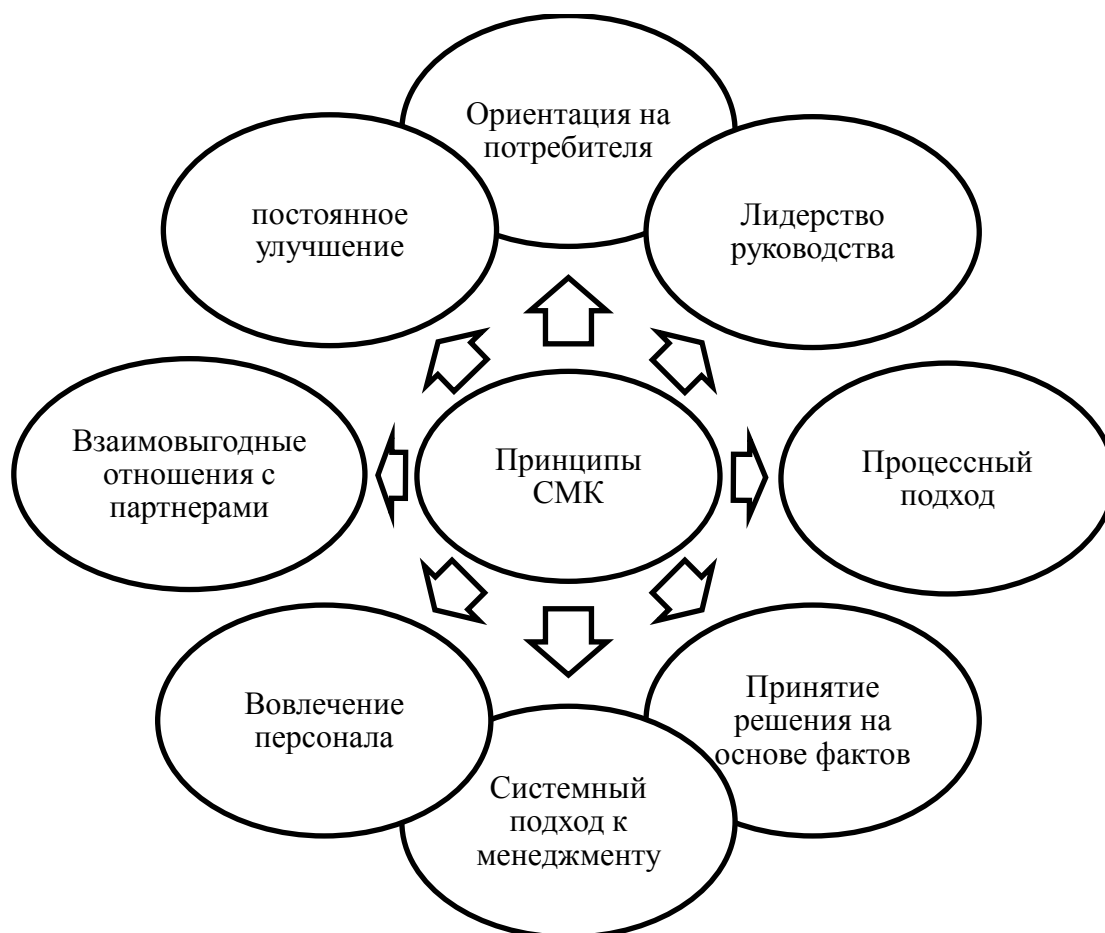 Ориентация на
потребителя
постоянное
улучшение
Лидерство
руководства
Взаимовыгодные
отношения с
партнерами
Принципы
СМК
Процессный
подход
Вовлечение
персонала
Принятие
решения на
основе фактов
Системный
подход к
менеджменту